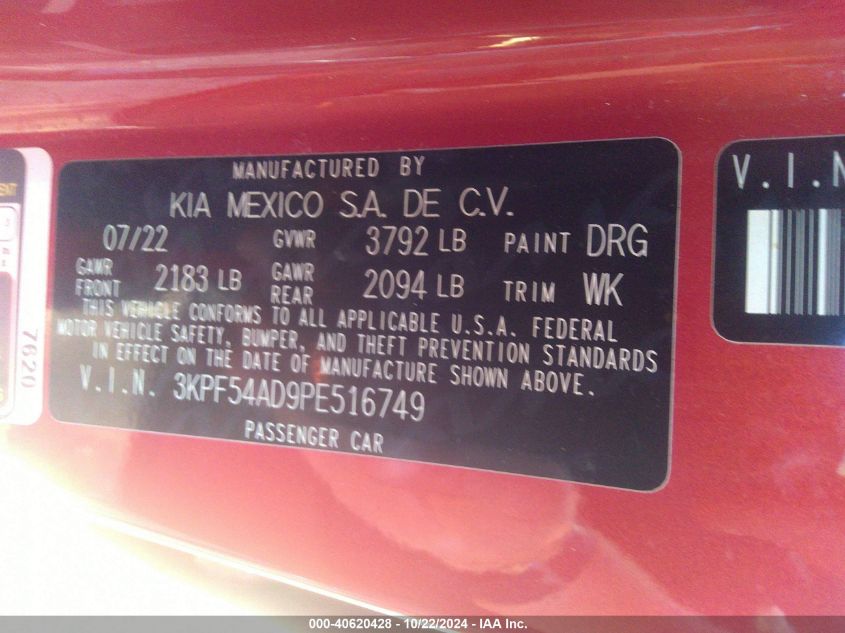 MANUFACTURED BY
KIA MEXICO S.A. DE C.V.
07/22 GVWR 3792 LB PAINT DRG
GAWR FRONT 2183 LB GAWR REAR 2094 LB TRIM WK
THIS VEHICLE CONFORMS TO ALL APPLICABLE U.S.A. FEDERAL
MOTOR VEHICLE SAFETY, BUMPER, AND THEFT PREVENTION STANDARDS
IN EFFECT ON THE DATE OF MANUFACTURE SHOWN ABOVE.
V.I.N. 3KPF54AD9PE516749
PASSENGER CAR
7620
V.I.N
000-40620428 - 10/22/2024 - IAA Inc.